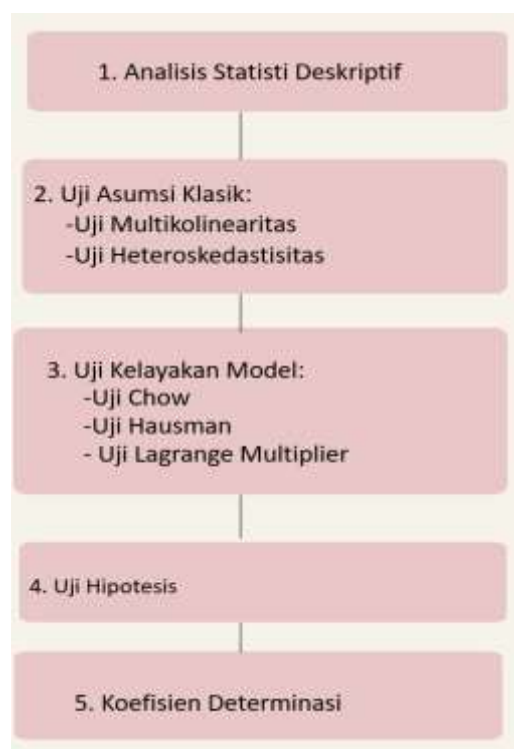 1. Analisis Statisti Deskriptif
2. Uji Asumsi Klasik:
-Uji Multikolinearitas
-Uji Heteroskedastisitas
3. Uji Kelayakan Model:
-Uji Chow
-Uji Hausman
- Uji Lagrange Multiplier
4. Uji Hipotesis
5. Koefisien Determinasi